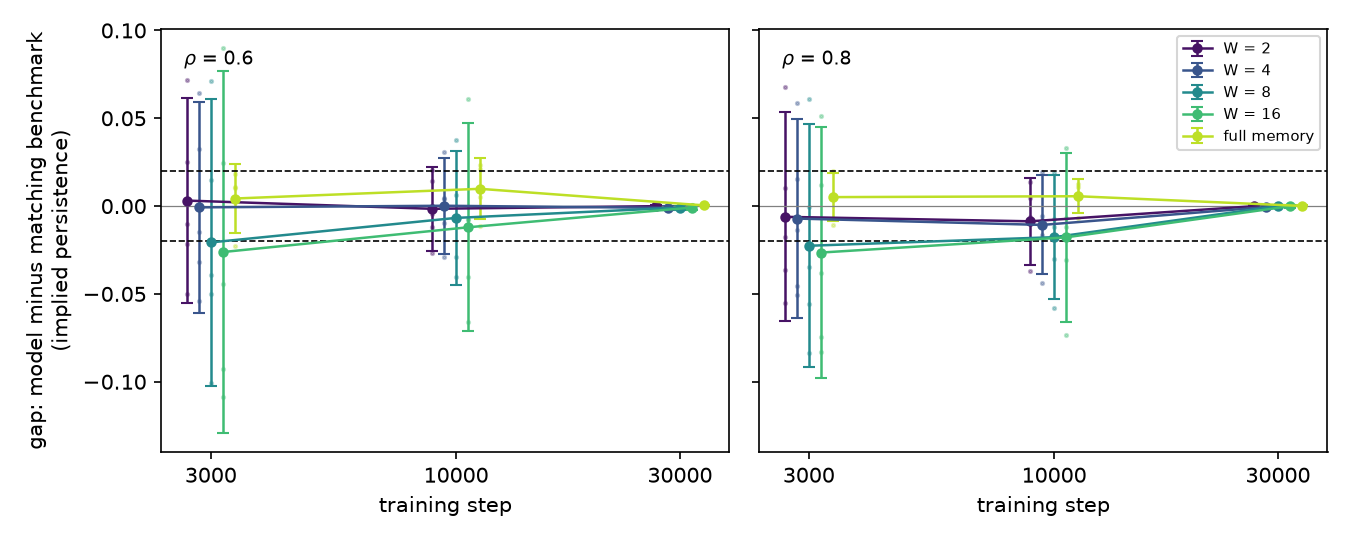 gap: model minus matching benchmark
(implied persistence)
0.10
0.05
0.00
−0.05
−0.10
ρ = 0.6
3000
10000
30000
training step
ρ = 0.8
W = 2
W = 4
W = 8
W = 16
full memory
3000
10000
30000
training step